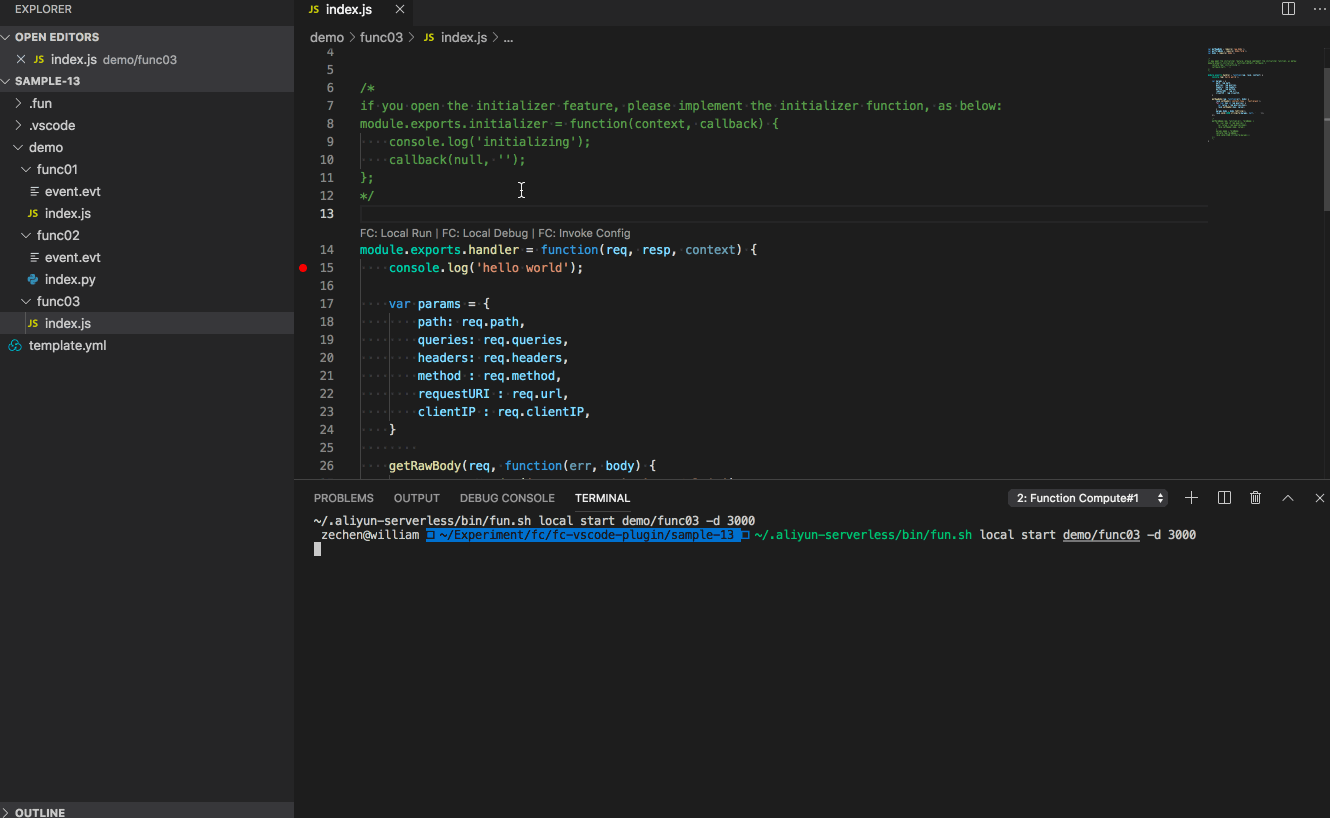 EXPLORER
OPEN EDITORS
JS index.js demo/func03
SAMPLE-13
.fun
.vscode
demo
func01
event.evt
JS index.js
func02
event.evt
index.py
func03
JS index.js
template.yml
OUTLINE
JS index.js
demo > func03 > JS index.js > ...
4
5
6 /*
7 if you open the initializer feature, please implement the initializer function, as below:
8 module.exports.initializer = function(context, callback) {
9 ····console.log('initializing');
10 ····callback(null, '');
11 };
12 */
13
FC: Local Run | FC: Local Debug | FC: Invoke Config
14 module.exports.handler = function(req, resp, context) {
15 ····console.log('hello world');
16
17 ····var params = {
18 ········path: req.path,
19 ········queries: req.queries,
20 ········headers: req.headers,
21 ········method : req.method,
22 ········requestURI : req.url,
23 ········clientIP : req.clientIP,
24 ····}
25 ········
26 ····getRawBody(req, function(err, body) {
PROBLEMS OUTPUT DEBUG CONSOLE TERMINAL
2: Function Compute#1
~/.aliyun-serverless/bin/fun.sh local start demo/func03 -d 3000
zechen@william ~/Experiment/fc/fc-vscode-plugin/sample-13 ~/.aliyun-serverless/bin/fun.sh local start demo/func03 -d 3000